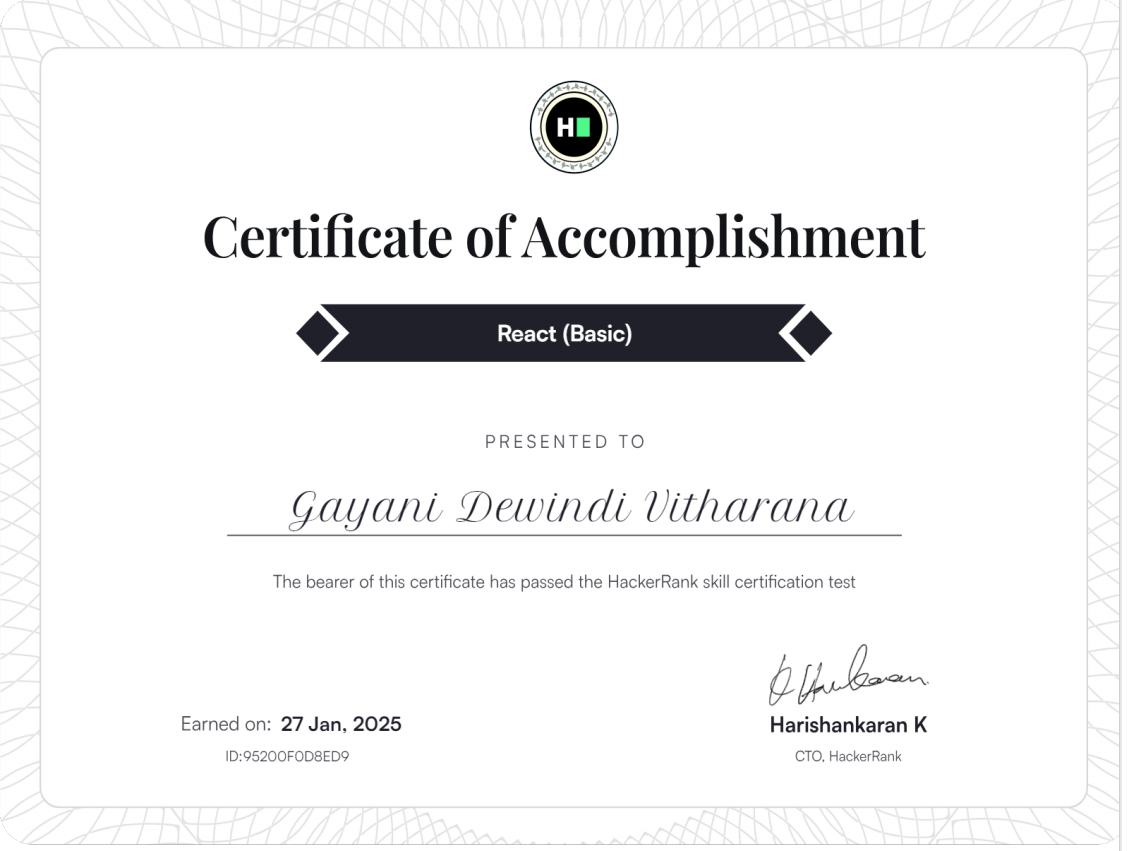 H
Certificate of Accomplishment
React (Basic)
PRESENTED TO
Gayani Dewindi Vitharana
The bearer of this certificate has passed the HackerRank skill certification test
Earned on: 27 Jan, 2025
ID:95200F0D8ED9
Harishankaran K
CTO, HackerRank